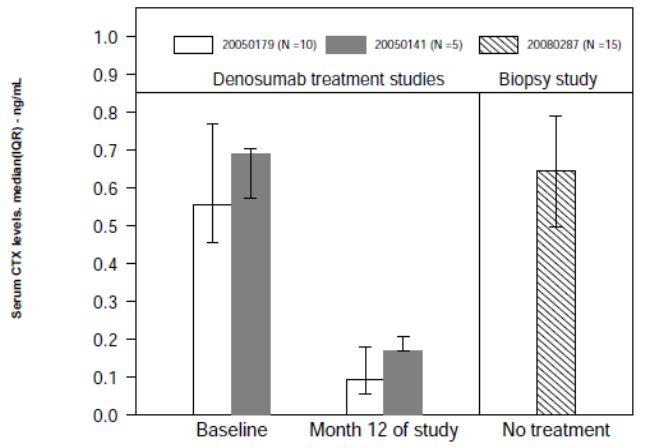 Serum CTX levels. median(IQR) - ng/mL
1.0
0.9
0.8
0.7
0.6
0.5
0.4
0.3
0.2
0.1
0.0
20050179 (N =10) 20050141 (N =5) 20080287 (N =15)
Denosumab treatment studies Biopsy study
Baseline Month 12 of study No treatment